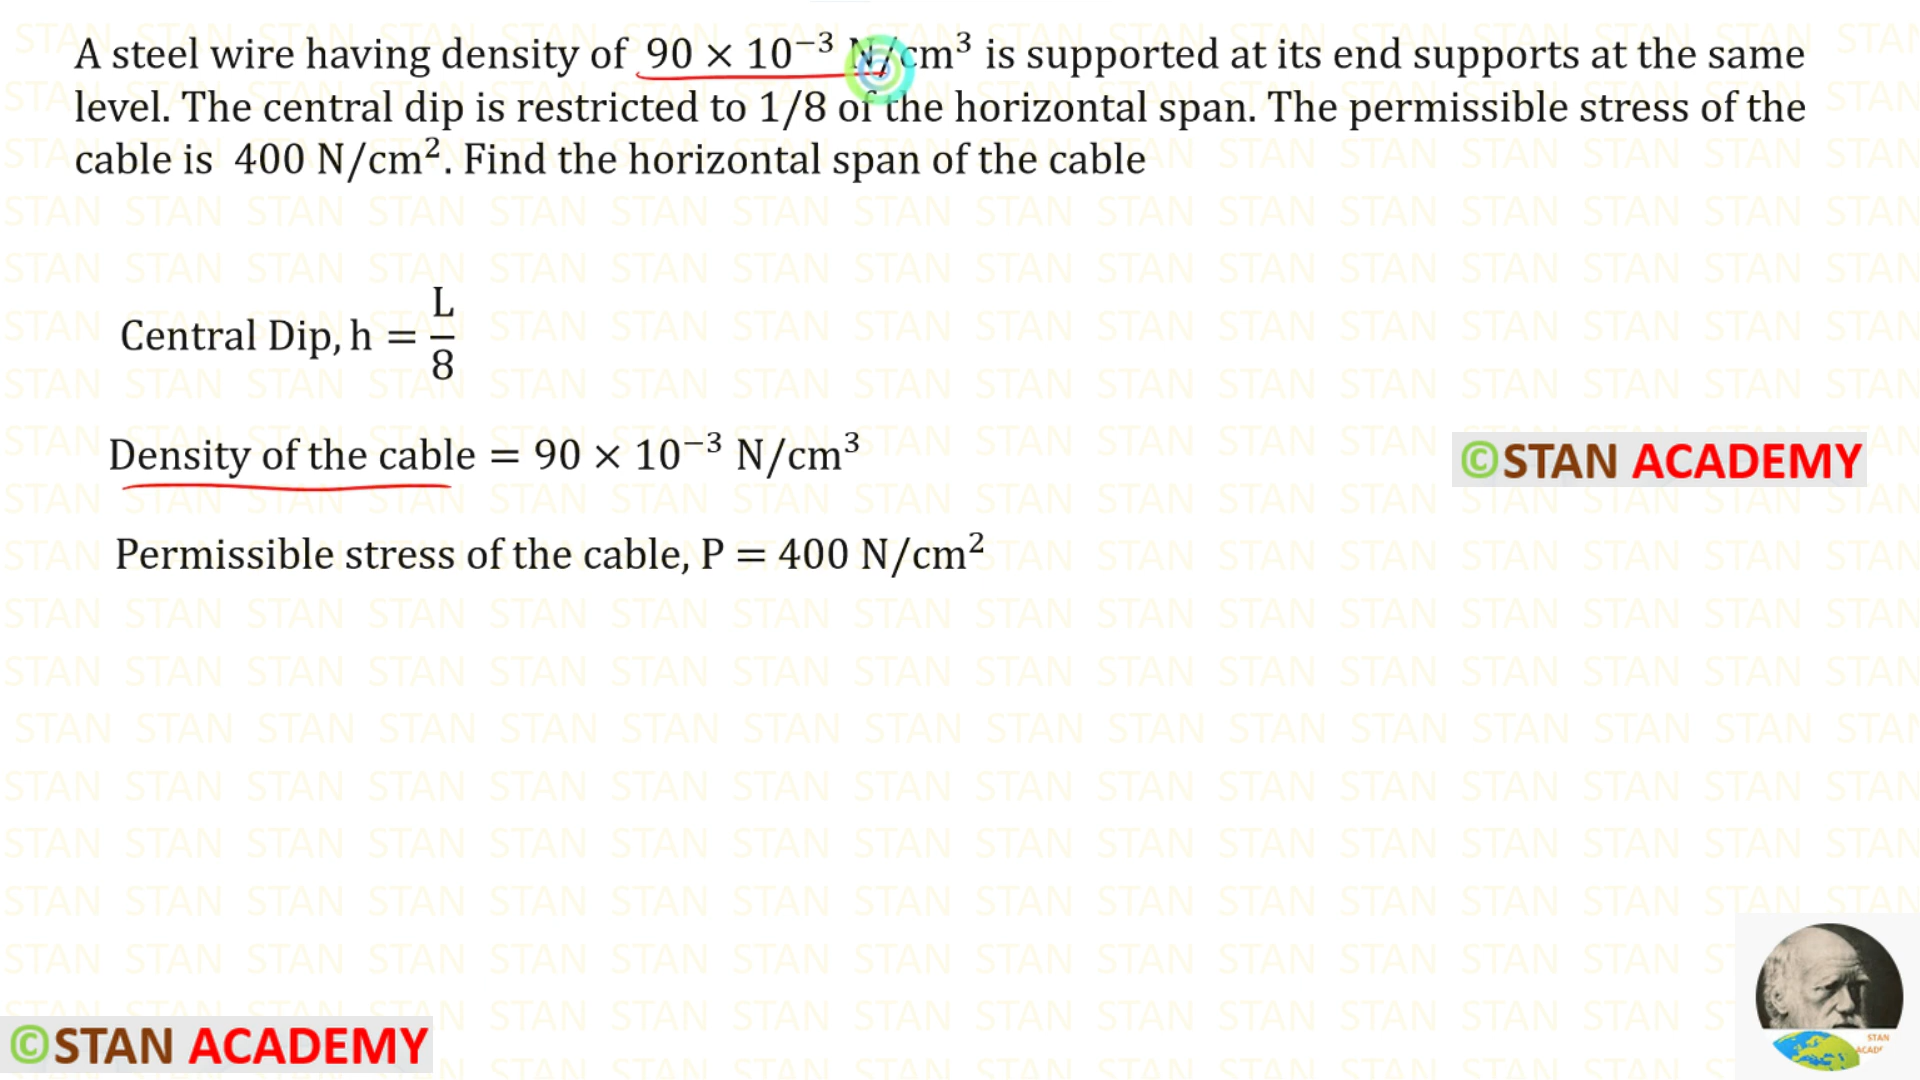 A steel wire having density of 90 × 10⁻³ N/cm³ is supported at its end supports at the same
level. The central dip is restricted to 1/8 of the horizontal span. The permissible stress of the
cable is 400 N/cm². Find the horizontal span of the cable
Central Dip, h = L/8
Density of the cable = 90 × 10⁻³ N/cm³
©STAN ACADEMY
Permissible stress of the cable, P = 400 N/cm²
©STAN ACADEMY
STAN